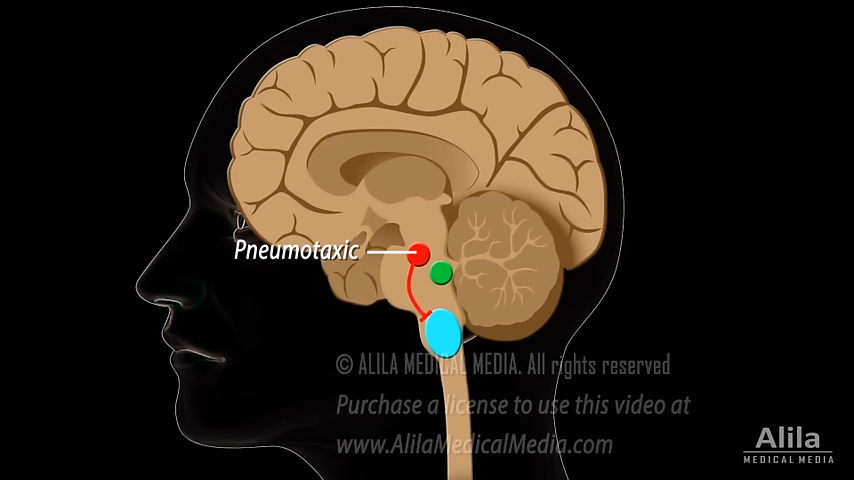 Pneumotaxic
© ALILA MEDICAL MEDIA. All rights reserved
Purchase a license to use this video at
www.AlilaMedicalMedia.com
Alila
MEDICAL MEDIA